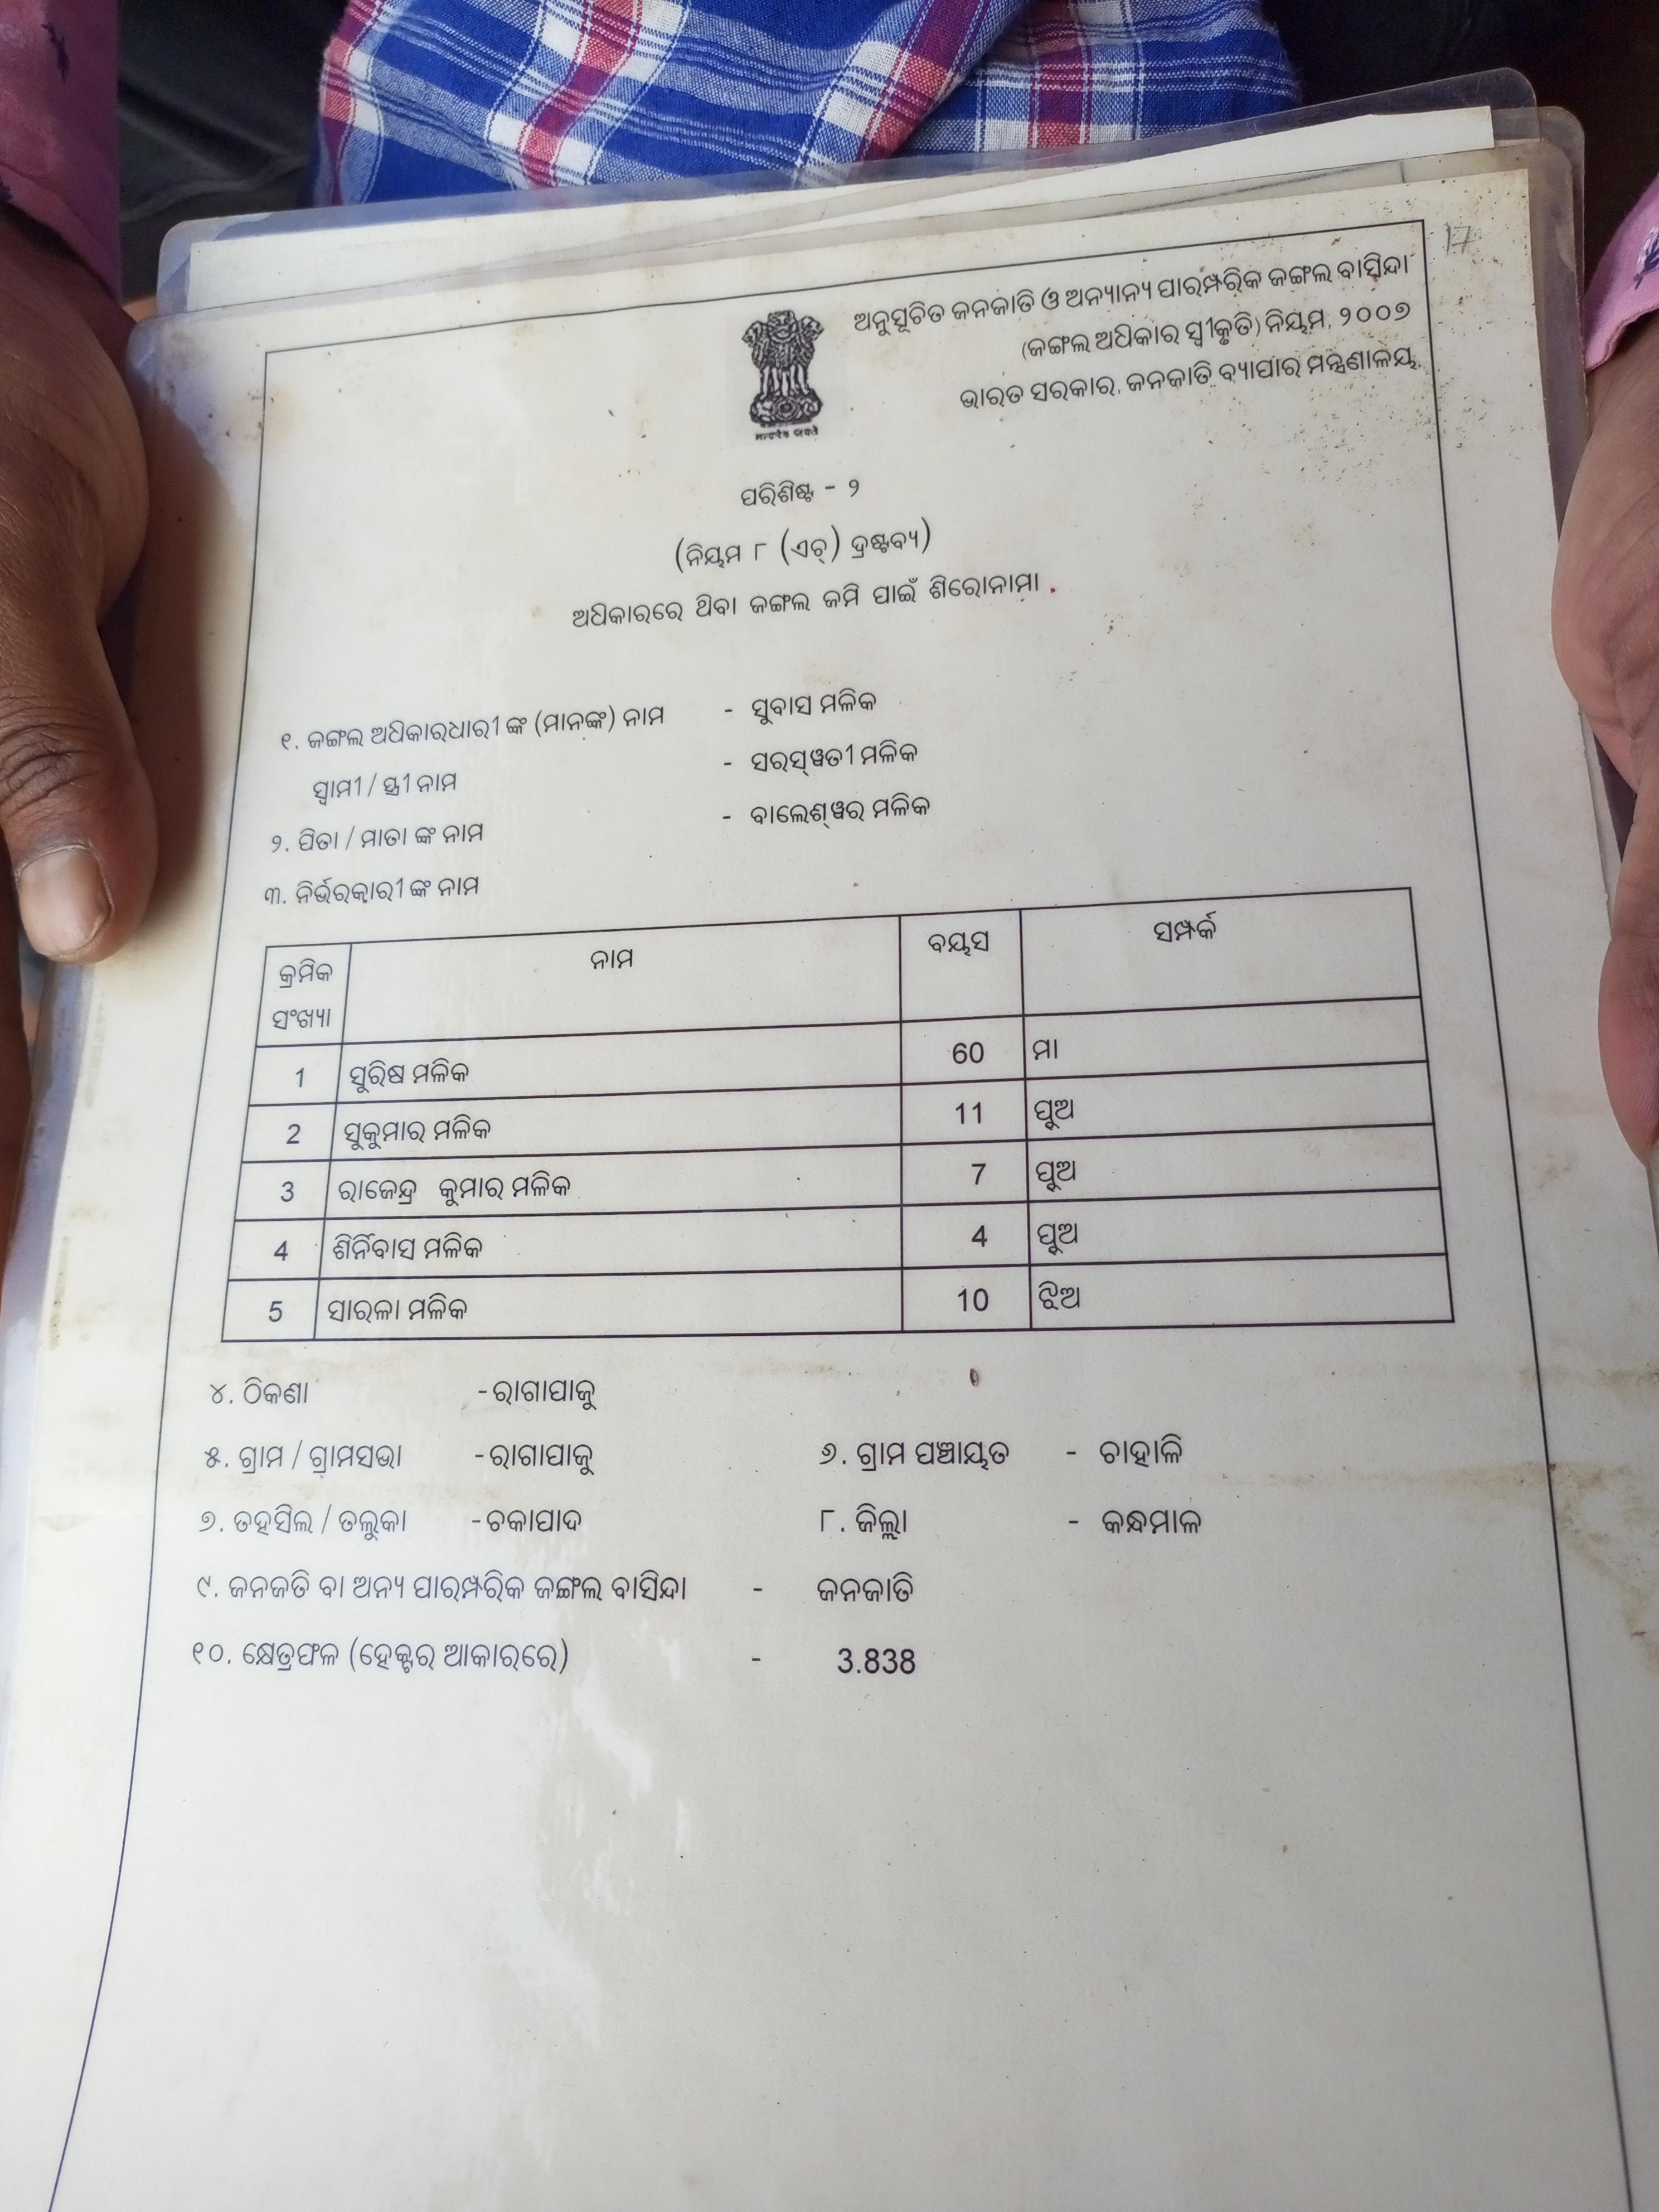 17
ଅନୁସୂଚିତ ଜନଜାତି ଓ ଅନ୍ୟାନ୍ୟ ପାରମ୍ପରିକ ଜଙ୍ଗଲ ବାସିନ୍ଦା
(ଜଙ୍ଗଲ ଅଧିକାର ସ୍ୱୀକୃତି) ନିୟମ, ୨୦୦୭
ଭାରତ ସରକାର, ଜନଜାତି ବ୍ୟାପାର ମନ୍ତ୍ରଣାଳୟ
ପରିଶିଷ୍ଟ - ୨
(ନିୟମ ୮ (ଏଚ୍) ଦ୍ରଷ୍ଟବ୍ୟ)
ଅଧିକାରରେ ଥିବା ଜଙ୍ଗଲ ଜମି ପାଇଁ ଶିରୋନାମା
୧. ଜଙ୍ଗଲ ଅଧିକାରଧାରୀ ଙ୍କ (ମାନଙ୍କ) ନାମ - ସୁବାସ ମଳିକ
ସ୍ୱାମୀ / ସ୍ତ୍ରୀ ନାମ - ସରସ୍ୱତୀ ମଳିକ
୨. ପିତା / ମାତା ଙ୍କ ନାମ - ବାଲେଶ୍ୱର ମଳିକ
୩. ନିର୍ଭରକାରୀ ଙ୍କ ନାମ
କ୍ରମିକ ସଂଖ୍ୟା ନାମ ବୟସ ସମ୍ପର୍କ
1 ସୁରିଷ ମଳିକ 60 ମା
2 ସୁକୁମାର ମଳିକ 11 ପୁଅ
3 ରାଜେନ୍ଦ୍ର କୁମାର ମଳିକ 7 ପୁଅ
4 ଶିର୍ନିବାସ ମଳିକ 4 ପୁଅ
5 ସାରଳା ମଳିକ 10 ଝିଅ
୪. ଠିକଣା - ରାଗାପାଜୁ
୫. ଗ୍ରାମ / ଗ୍ରାମସଭା - ରାଗାପାଜୁ ୬. ଗ୍ରାମ ପଞ୍ଚାୟତ - ଚାହାଳି
୭. ତହସିଲ / ତଲୁକା - ଚକାପାଦ ୮. ଜିଲ୍ଲା - କନ୍ଧମାଳ
୯. ଜନଜତି ବା ଅନ୍ୟ ପାରମ୍ପରିକ ଜଙ୍ଗଲ ବାସିନ୍ଦା - ଜନଜାତି
୧୦. କ୍ଷେତ୍ରଫଳ (ହେକ୍ଟର ଆକାରରେ) - 3.838